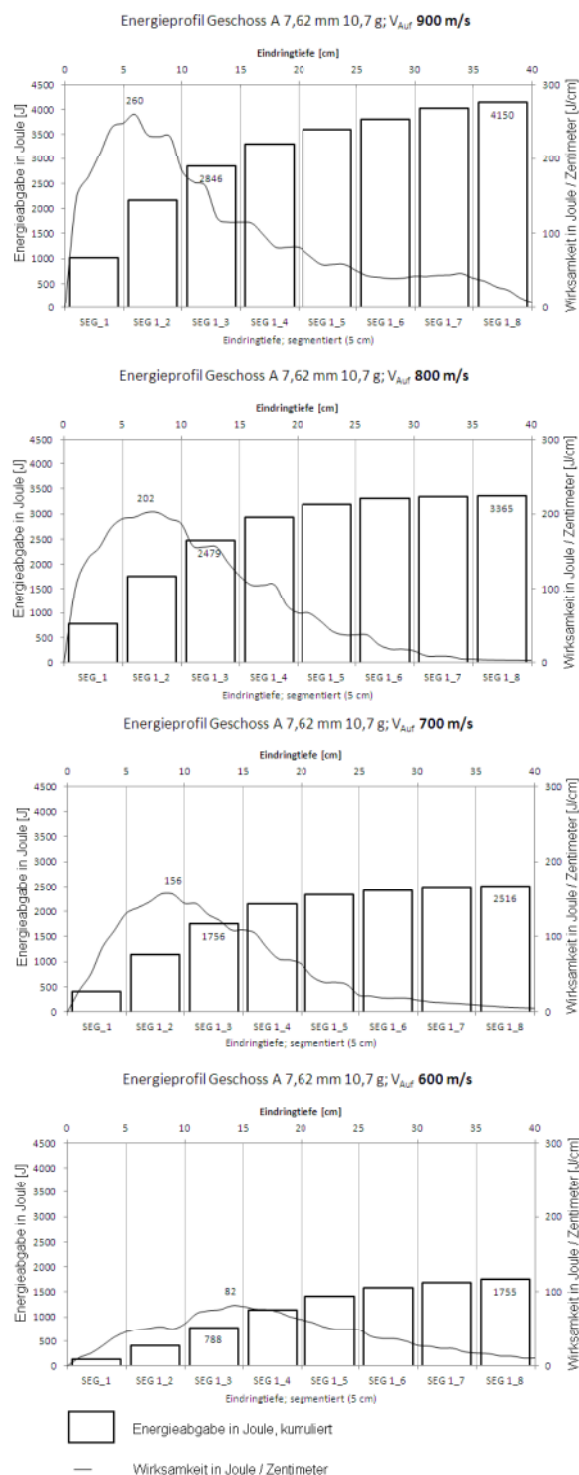 Energieprofil Geschoss A 7,62 mm 10,7 g; VAuf 900 m/s
Eindringtiefe [cm]
0 5 10 15 20 25 30 35 40
Energieabgabe in Joule [J]
4500
4000
3500
3000
2500
2000
1500
1000
500
0
260
2846
4150
300
200
100
0
Wirksamkeit in Joule / Zentimeter [J/cm]
SEG_1 SEG 1_2 SEG 1_3 SEG 1_4 SEG 1_5 SEG 1_6 SEG 1_7 SEG 1_8
Eindringtiefe; segmentiert (5 cm)
Energieprofil Geschoss A 7,62 mm 10,7 g; VAuf 800 m/s
Eindringtiefe [cm]
0 5 10 15 20 25 30 35 40
Energieabgabe in Joule [J]
4500
4000
3500
3000
2500
2000
1500
1000
500
0
202
2479
3365
300
200
100
0
Wirksamkeit in Joule / Zentimeter [J/cm]
SEG_1 SEG 1_2 SEG 1_3 SEG 1_4 SEG 1_5 SEG 1_6 SEG 1_7 SEG 1_8
Eindringtiefe; segmentiert (5 cm)
Energieprofil Geschoss A 7,62 mm 10,7 g; VAuf 700 m/s
Eindringtiefe [cm]
0 5 10 15 20 25 30 35 40
Energieabgabe in Joule [J]
4500
4000
3500
3000
2500
2000
1500
1000
500
0
156
1756
2516
300
200
100
0
Wirksamkeit in Joule / Zentimeter [J/cm]
SEG_1 SEG 1_2 SEG 1_3 SEG 1_4 SEG 1_5 SEG 1_6 SEG 1_7 SEG 1_8
Eindringtiefe; segmentiert (5 cm)
Energieprofil Geschoss A 7,62 mm 10,7 g; VAuf 600 m/s
Eindringtiefe [cm]
0 5 10 15 20 25 30 35 40
Energieabgabe in Joule [J]
4500
4000
3500
3000
2500
2000
1500
1000
500
0
82
788
1755
300
200
100
0
Wirksamkeit in Joule / Zentimeter [J/cm]
SEG_1 SEG 1_2 SEG 1_3 SEG 1_4 SEG 1_5 SEG 1_6 SEG 1_7 SEG 1_8
Eindringtiefe; segmentiert (5 cm)
Energieabgabe in Joule, kumuliert
Wirksamkeit in Joule / Zentimeter